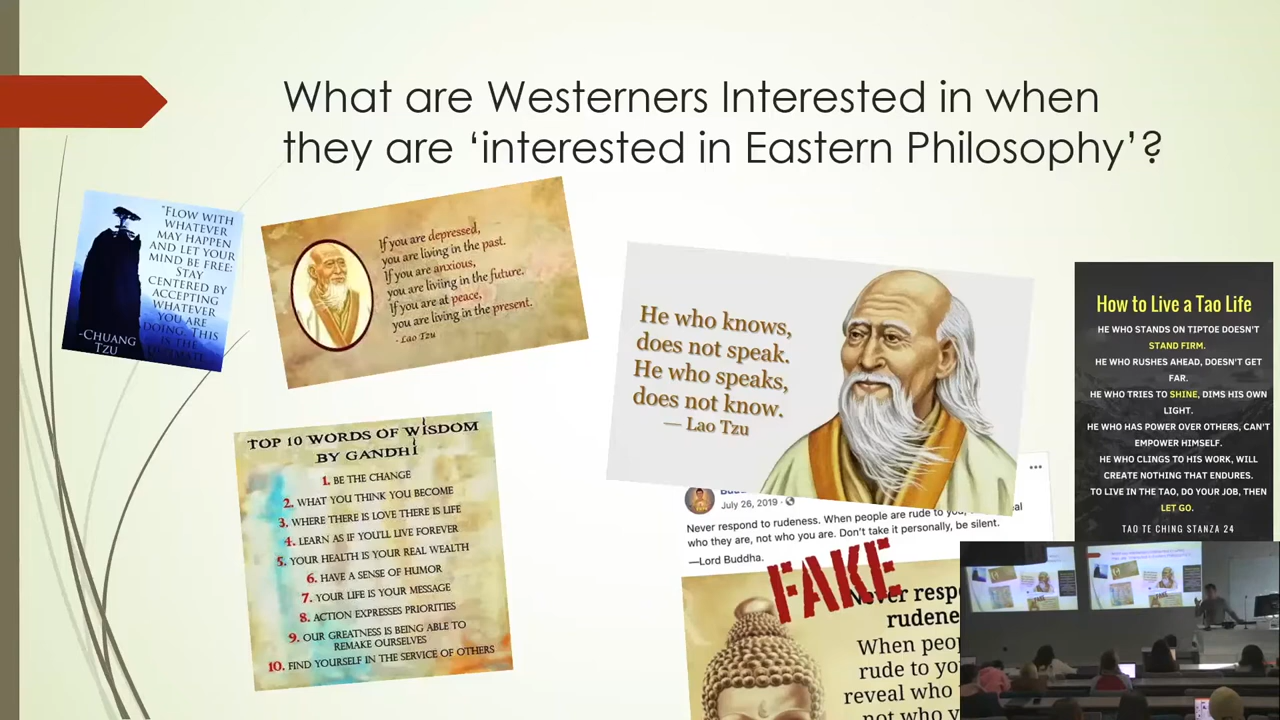 What are Westerners Interested in when
they are ‘interested in Eastern Philosophy’?
"FLOW WITH
WHATEVER
MAY HAPPEN
AND LET YOUR
MIND BE FREE:
STAY
CENTERED BY
ACCEPTING
WHATEVER
YOU ARE
DOING. THIS
IS THE
ULTIMATE.
-CHUANG
TZU
If you are depressed,
you are living in the past.
If you are anxious,
you are liviing in the future.
If you are at peace,
you are living in the present.
- Lao Tzu
He who knows,
does not speak.
He who speaks,
does not know.
— Lao Tzu
How to Live a Tao Life
HE WHO STANDS ON TIPTOE DOESN'T
STAND FIRM.
HE WHO RUSHES AHEAD, DOESN'T GET
FAR.
HE WHO TRIES TO SHINE, DIMS HIS OWN
LIGHT.
HE WHO HAS POWER OVER OTHERS, CAN'T
EMPOWER HIMSELF.
HE WHO CLINGS TO HIS WORK, WILL
CREATE NOTHING THAT ENDURES.
TO LIVE IN THE TAO, DO YOUR JOB, THEN
LET GO.
TAO TE CHING STANZA 24
TOP 10 WORDS OF WISDOM
BY GANDHI
1. BE THE CHANGE
2. WHAT YOU THINK YOU BECOME
3. WHERE THERE IS LOVE THERE IS LIFE
4. LEARN AS IF YOU'LL LIVE FOREVER
5. YOUR HEALTH IS YOUR REAL WEALTH
6. HAVE A SENSE OF HUMOR
7. YOUR LIFE IS YOUR MESSAGE
8. ACTION EXPRESSES PRIORITIES
9. OUR GREATNESS IS BEING ABLE TO
REMAKE OURSELVES
10. FIND YOURSELF IN THE SERVICE OF OTHERS
July 26, 2019
Never respond to rudeness. When people are rude to you,
who they are, not who you are. Don't take it personally, be silent.
—Lord Buddha.
FAKE
Never resp
rudene
When peop
rude to yo
reveal who
not who y